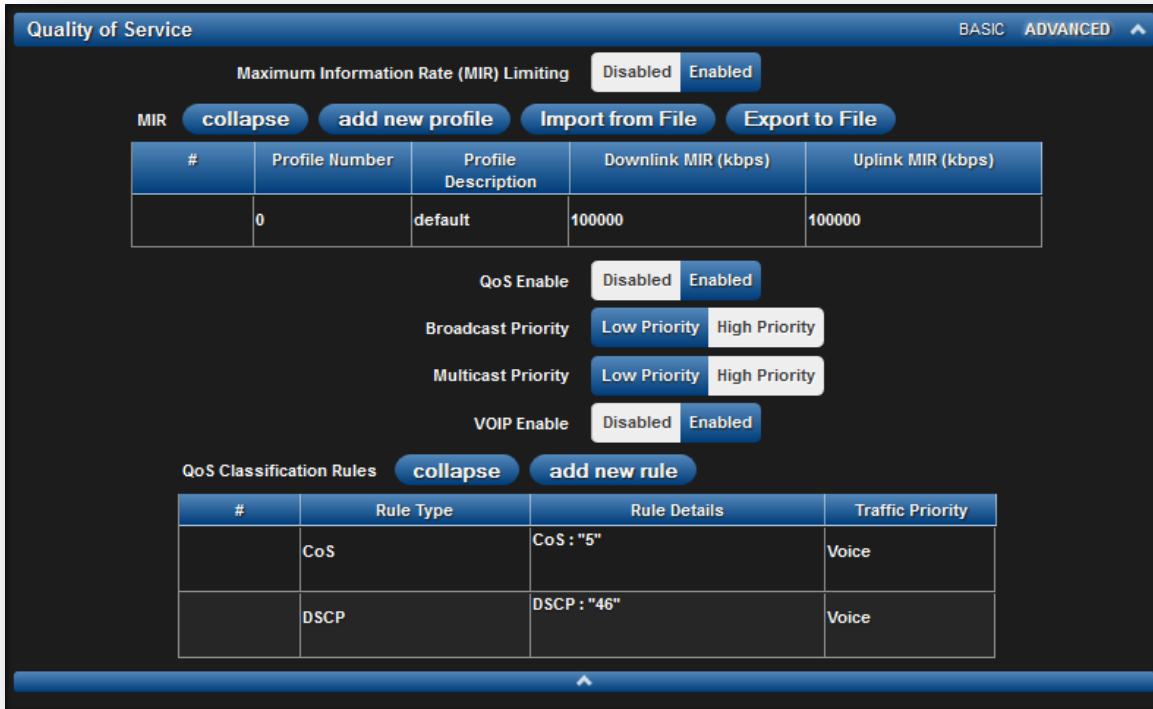 Quality of Service BASIC ADVANCED
Maximum Information Rate (MIR) Limiting Disabled Enabled
MIR collapse add new profile Import from File Export to File
# Profile Number Profile Description Downlink MIR (kbps) Uplink MIR (kbps)
0 default 100000 100000
QoS Enable Disabled Enabled
Broadcast Priority Low Priority High Priority
Multicast Priority Low Priority High Priority
VOIP Enable Disabled Enabled
QoS Classification Rules collapse add new rule
# Rule Type Rule Details Traffic Priority
CoS CoS : "5" Voice
DSCP DSCP : "46" Voice